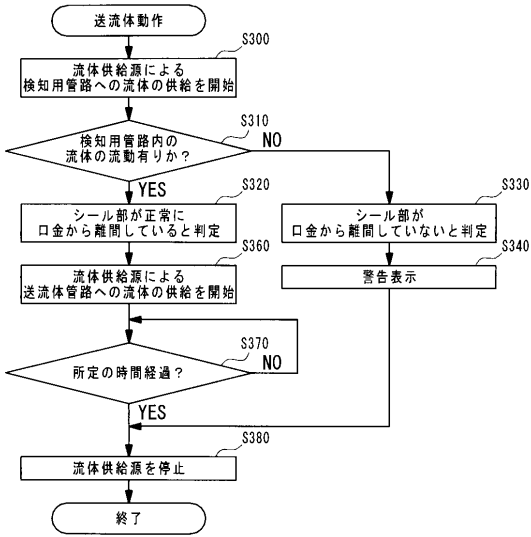 送流体動作
S300
流体供給源による
検知用管路への流体の供給を開始
S310
検知用管路内の
流体の流動有りか？
NO
YES
S320
シール部が正常に
口金から離間していると判定
S330
シール部が
口金から離間していないと判定
S360
流体供給源による
送流体管路への流体の供給を開始
S340
警告表示
S370
所定の時間経過？
NO
YES
S380
流体供給源を停止
終了